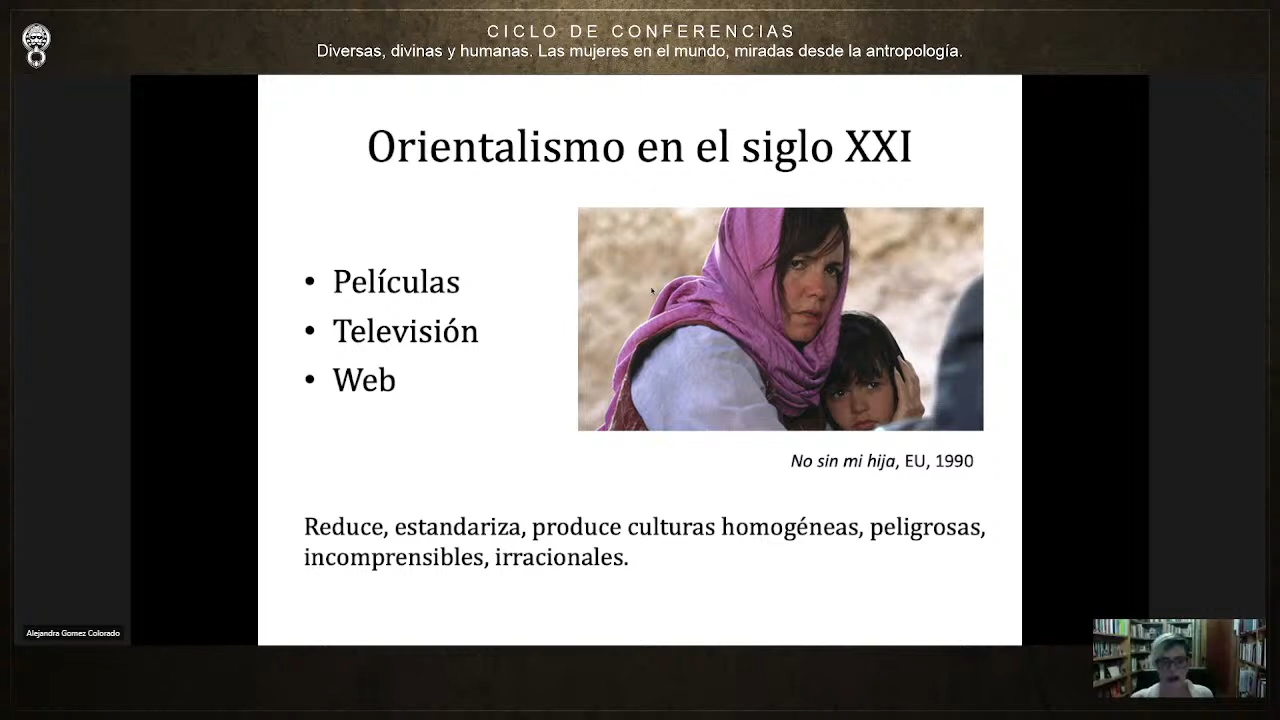 CICLO DE CONFERENCIAS
Diversas, divinas y humanas. Las mujeres en el mundo, miradas desde la antropología.
Orientalismo en el siglo XXI
• Películas
• Televisión
• Web
No sin mi hija, EU, 1990
Reduce, estandariza, produce culturas homogéneas, peligrosas,
incomprensibles, irracionales.
Alejandra Gomez Colorado